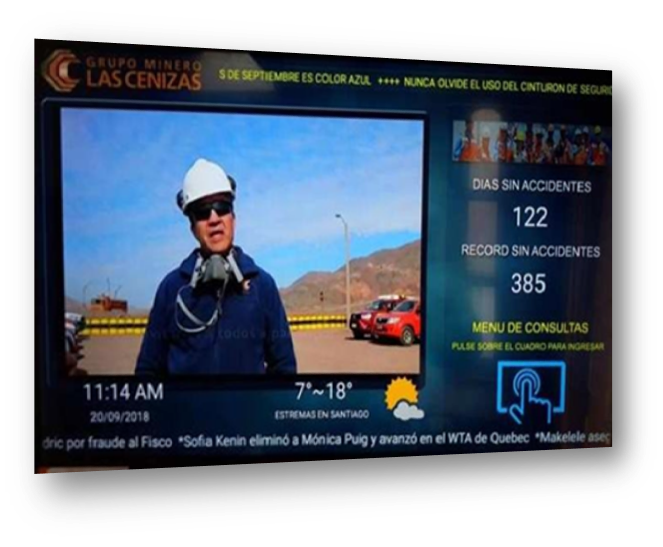 GRUPO MINERO
LAS CENIZAS
S DE SEPTIEMBRE ES COLOR AZUL ++++ NUNCA OLVIDE EL USO DEL CINTURON DE SEGURI
DIAS SIN ACCIDENTES
122
RECORD SIN ACCIDENTES
385
MENU DE CONSULTAS
PULSE SOBRE EL CUADRO PARA INGRESAR
11:14 AM
20/09/2018
7°~18°
ESTREMAS EN SANTIAGO
dric por fraude al Fisco *Sofia Kenin eliminó a Mónica Puig y avanzó en el WTA de Quebec *Makelele aseg